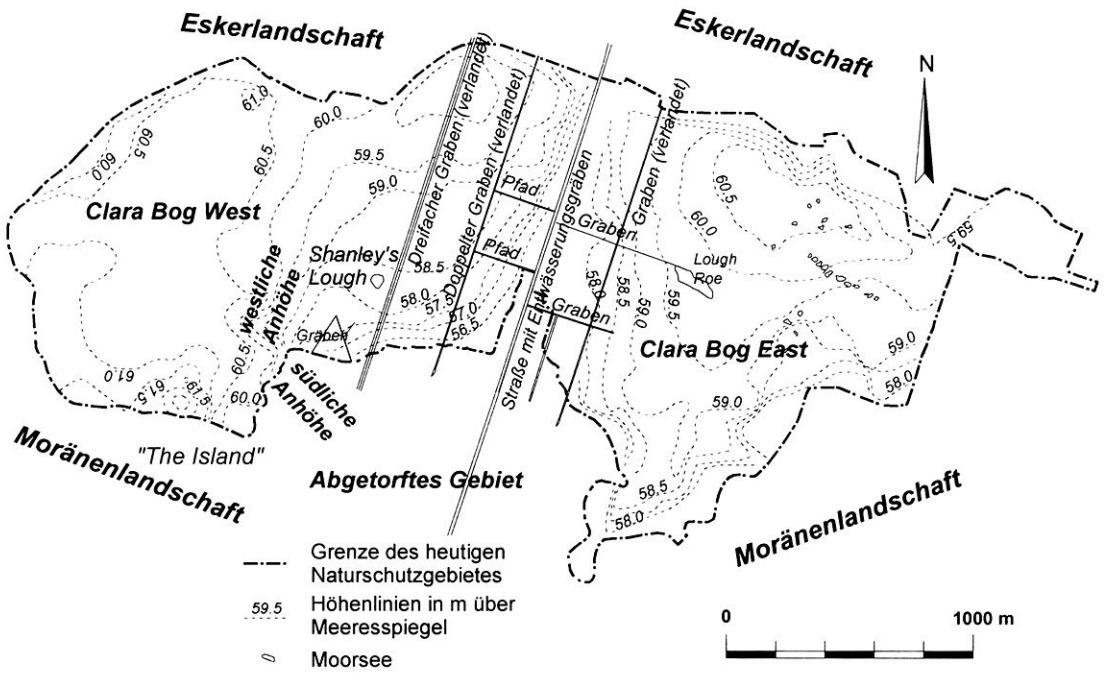 Eskerlandschaft
Eskerlandschaft
N
61.0
60.0
60.5
60.0
60.5
59.5
59.0
Clara Bog West
Dreifacher Graben (verlandet)
Doppelter Graben (verlandet)
Pfad
Pfad
Straße mit Entwässerungsgräben
Graben (verlandet)
Graben
Graben
60.5
60.0
59.5
Shanley's
Lough
58.5
58.0
57.5
57.0
56.5
58.0
58.5
59.0
59.5
Lough
Roe
Clara Bog East
westliche
Anhöhe
Gräben
60.5
61.0
61.5
61.5
60.0
südliche
Anhöhe
59.0
58.0
59.0
58.5
58.0
"The Island"
Moränenlandschaft
Abgetorftes Gebiet
Moränenlandschaft
Grenze des heutigen
Naturschutzgebietes
59.5 Höhenlinien in m über
Meeresspiegel
Moorsee
0 1000 m